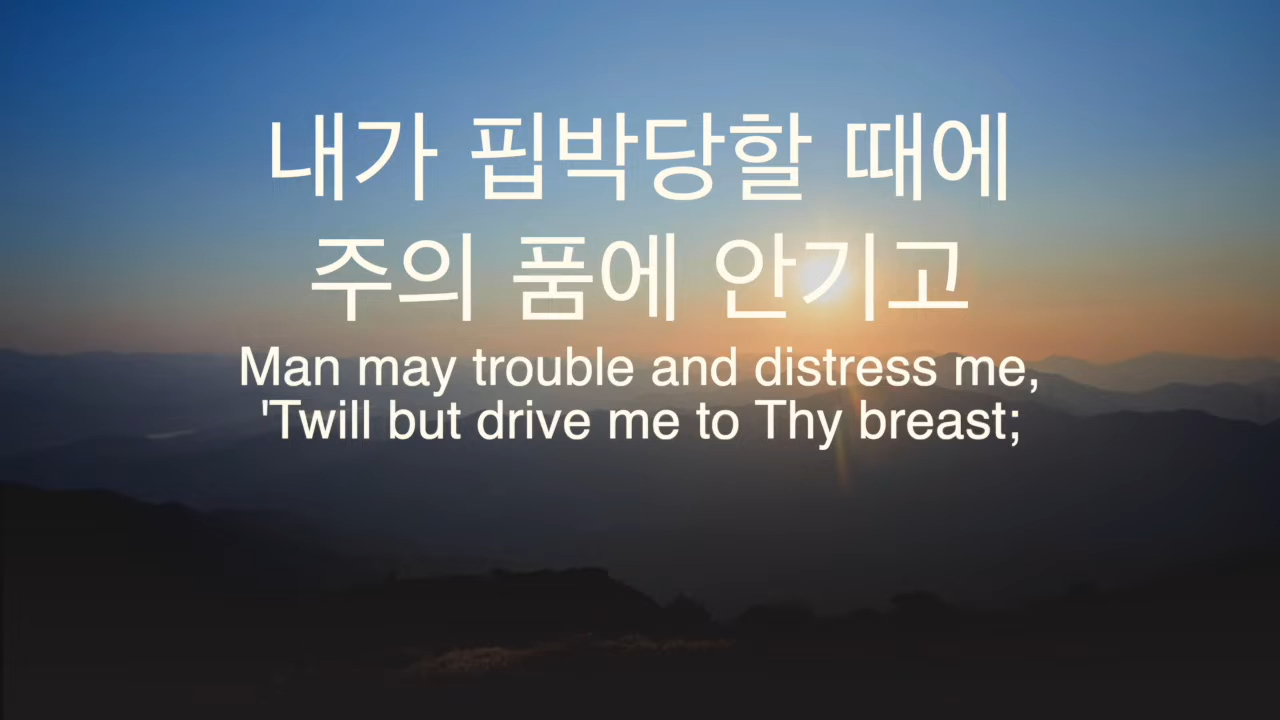 내가 핍박당할 때에
주의 품에 안기고
Man may trouble and distress me,
'Twill but drive me to Thy breast;